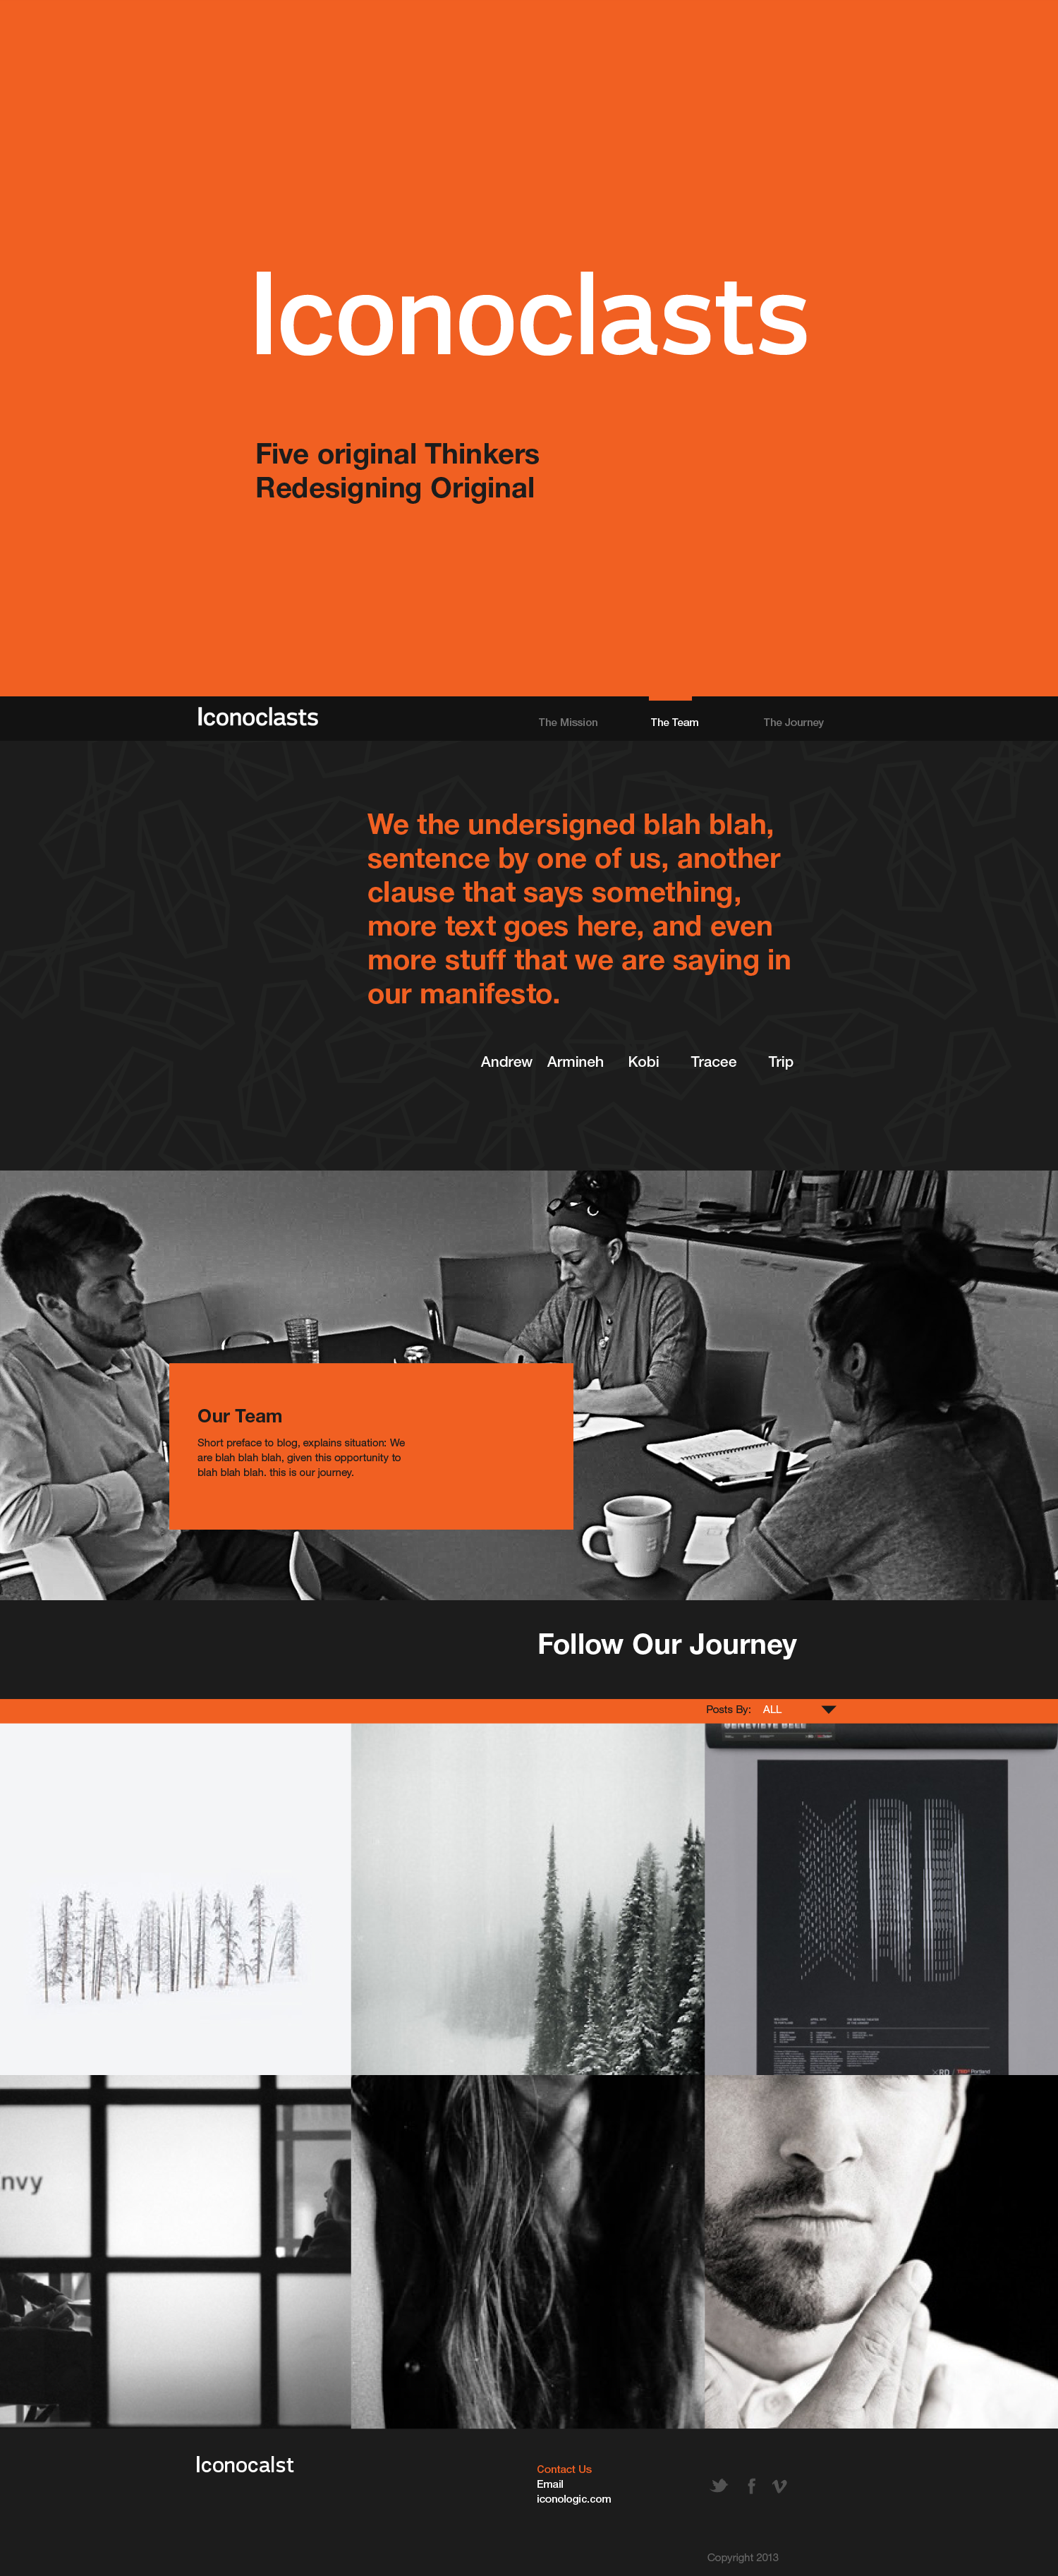 Iconoclasts
Five original Thinkers
Redesigning Original
Iconoclasts
The Mission
The Team
The Journey
We the undersigned blah blah,
sentence by one of us, another
clause that says something,
more text goes here, and even
more stuff that we are saying in
our manifesto.
Andrew Armineh Kobi Tracee Trip
Our Team
Short preface to blog, explains situation: We
are blah blah blah, given this opportunity to
blah blah blah. this is our journey.
Follow Our Journey
Posts By: ALL
GENEVIEVE BELL
XRD / Portland
nvy
Iconocalst
Contact Us
Email
iconologic.com
Copyright 2013